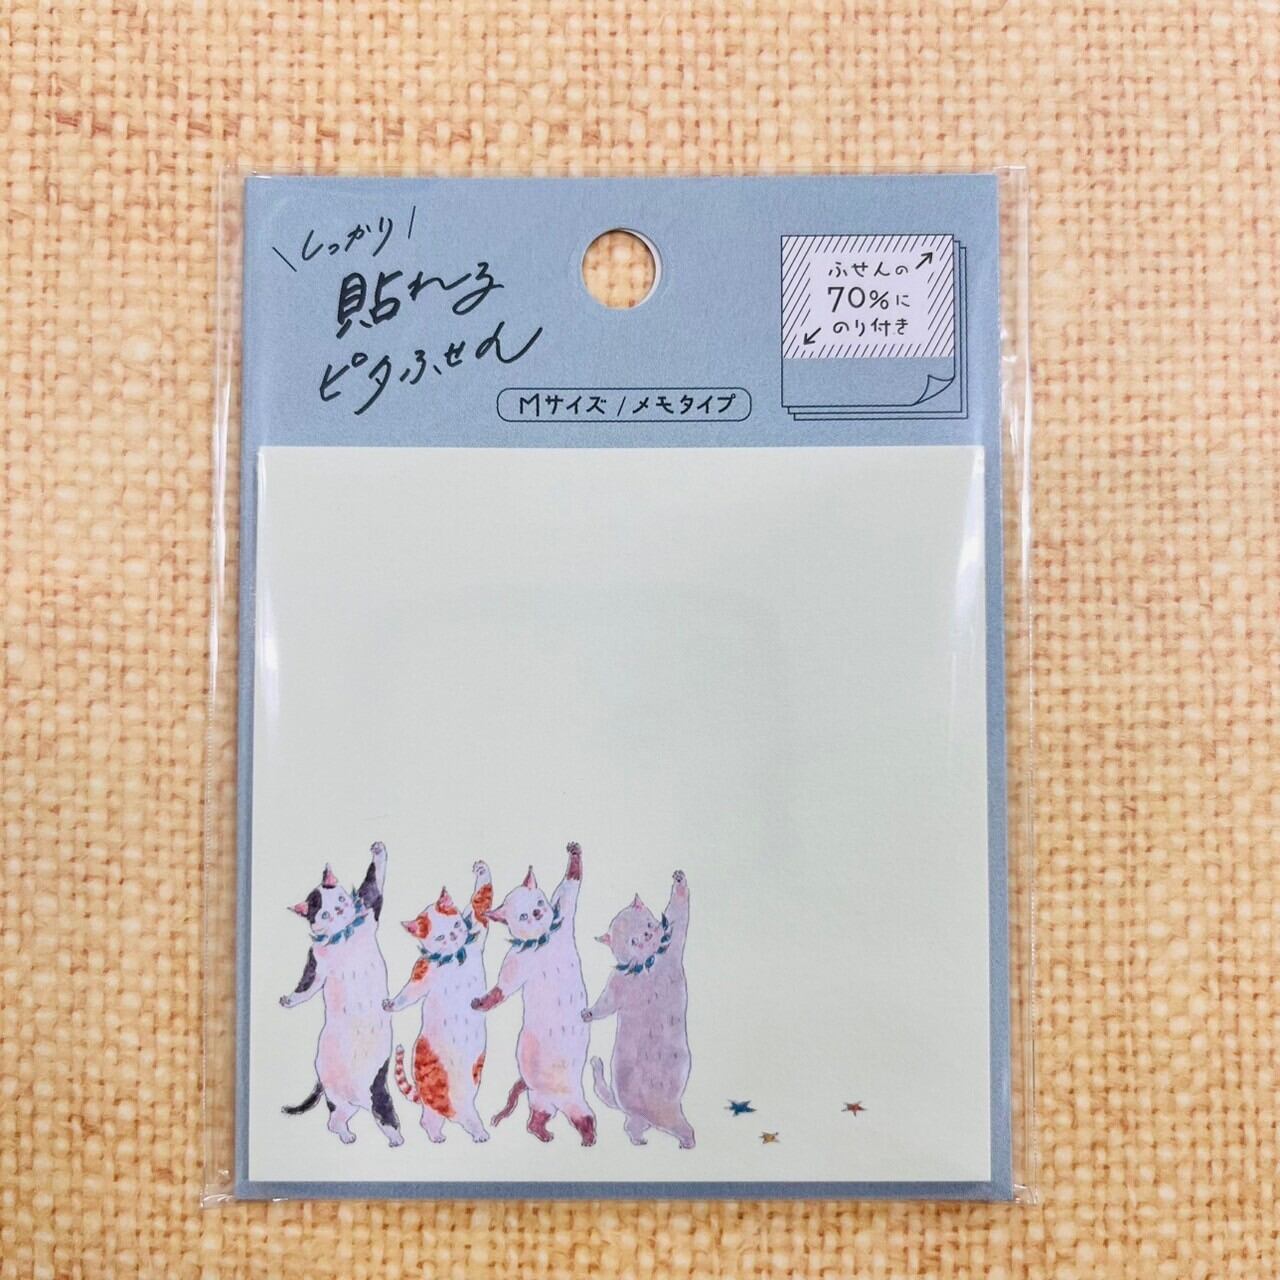 \しっかり/
貼れる
ピタふせん
Mサイズ/メモタイプ
ふせんの
70%に
のり付き